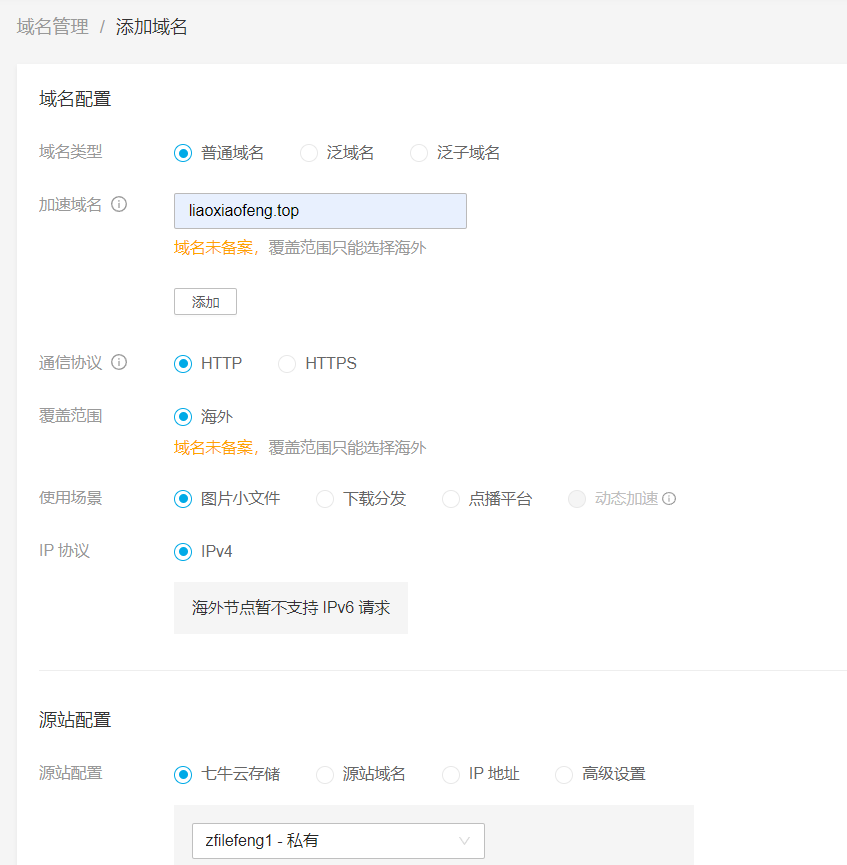 域名管理 / 添加域名
域名配置
域名类型 普通域名 泛域名 泛子域名
加速域名 liaoxiaofeng.top
域名未备案，覆盖范围只能选择海外
添加
通信协议 HTTP HTTPS
覆盖范围 海外
域名未备案，覆盖范围只能选择海外
使用场景 图片小文件 下载分发 点播平台 动态加速
IP 协议 IPv4
海外节点暂不支持 IPv6 请求
源站配置
源站配置 七牛云存储 源站域名 IP 地址 高级设置
zfilefeng1 - 私有